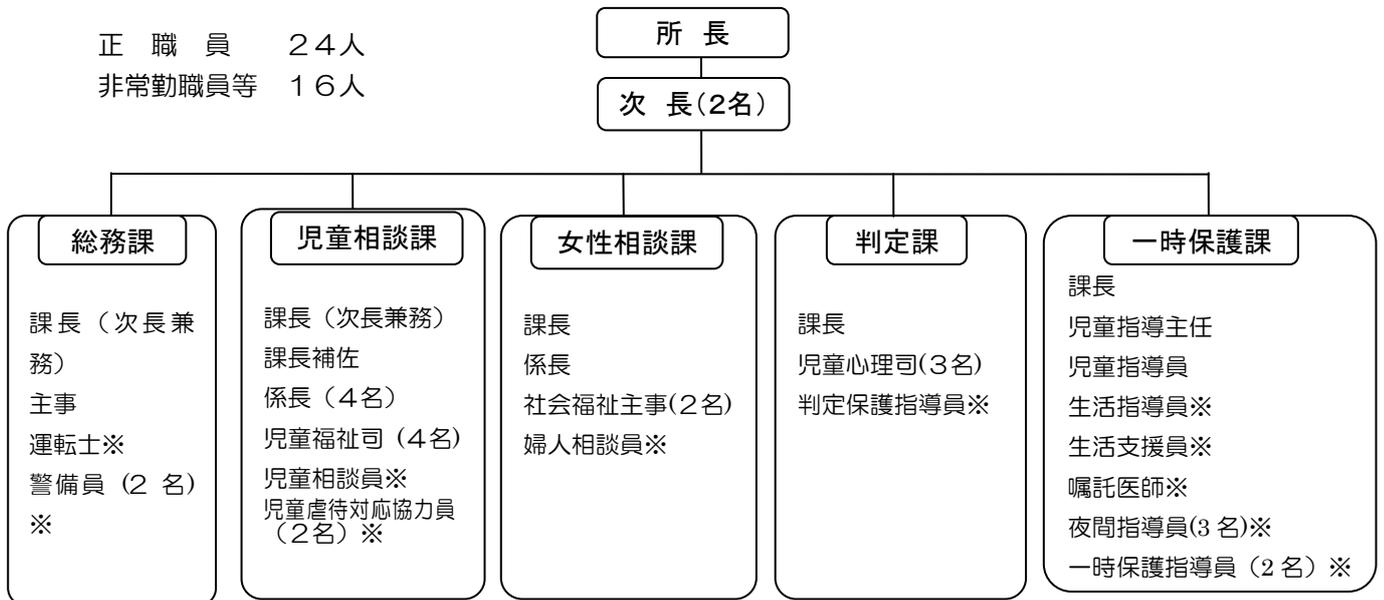 正　職　員　　２４人
非常勤職員等　１６人
所 長
次 長（2名）
総務課
課長（次長兼
務）
主事
運転士※
警備員（2 名）
※
児童相談課
課長（次長兼務）
課長補佐
係長（４名）
児童福祉司（４名）
児童相談員※
児童虐待対応協力員
（２名）※
女性相談課
課長
係長
社会福祉主事(２名)
婦人相談員※
判定課
課長
児童心理司(３名)
判定保護指導員※
一時保護課
課長
児童指導主任
児童指導員
生活指導員※
生活支援員※
嘱託医師※
夜間指導員(3 名)※
一時保護指導員（2 名）※